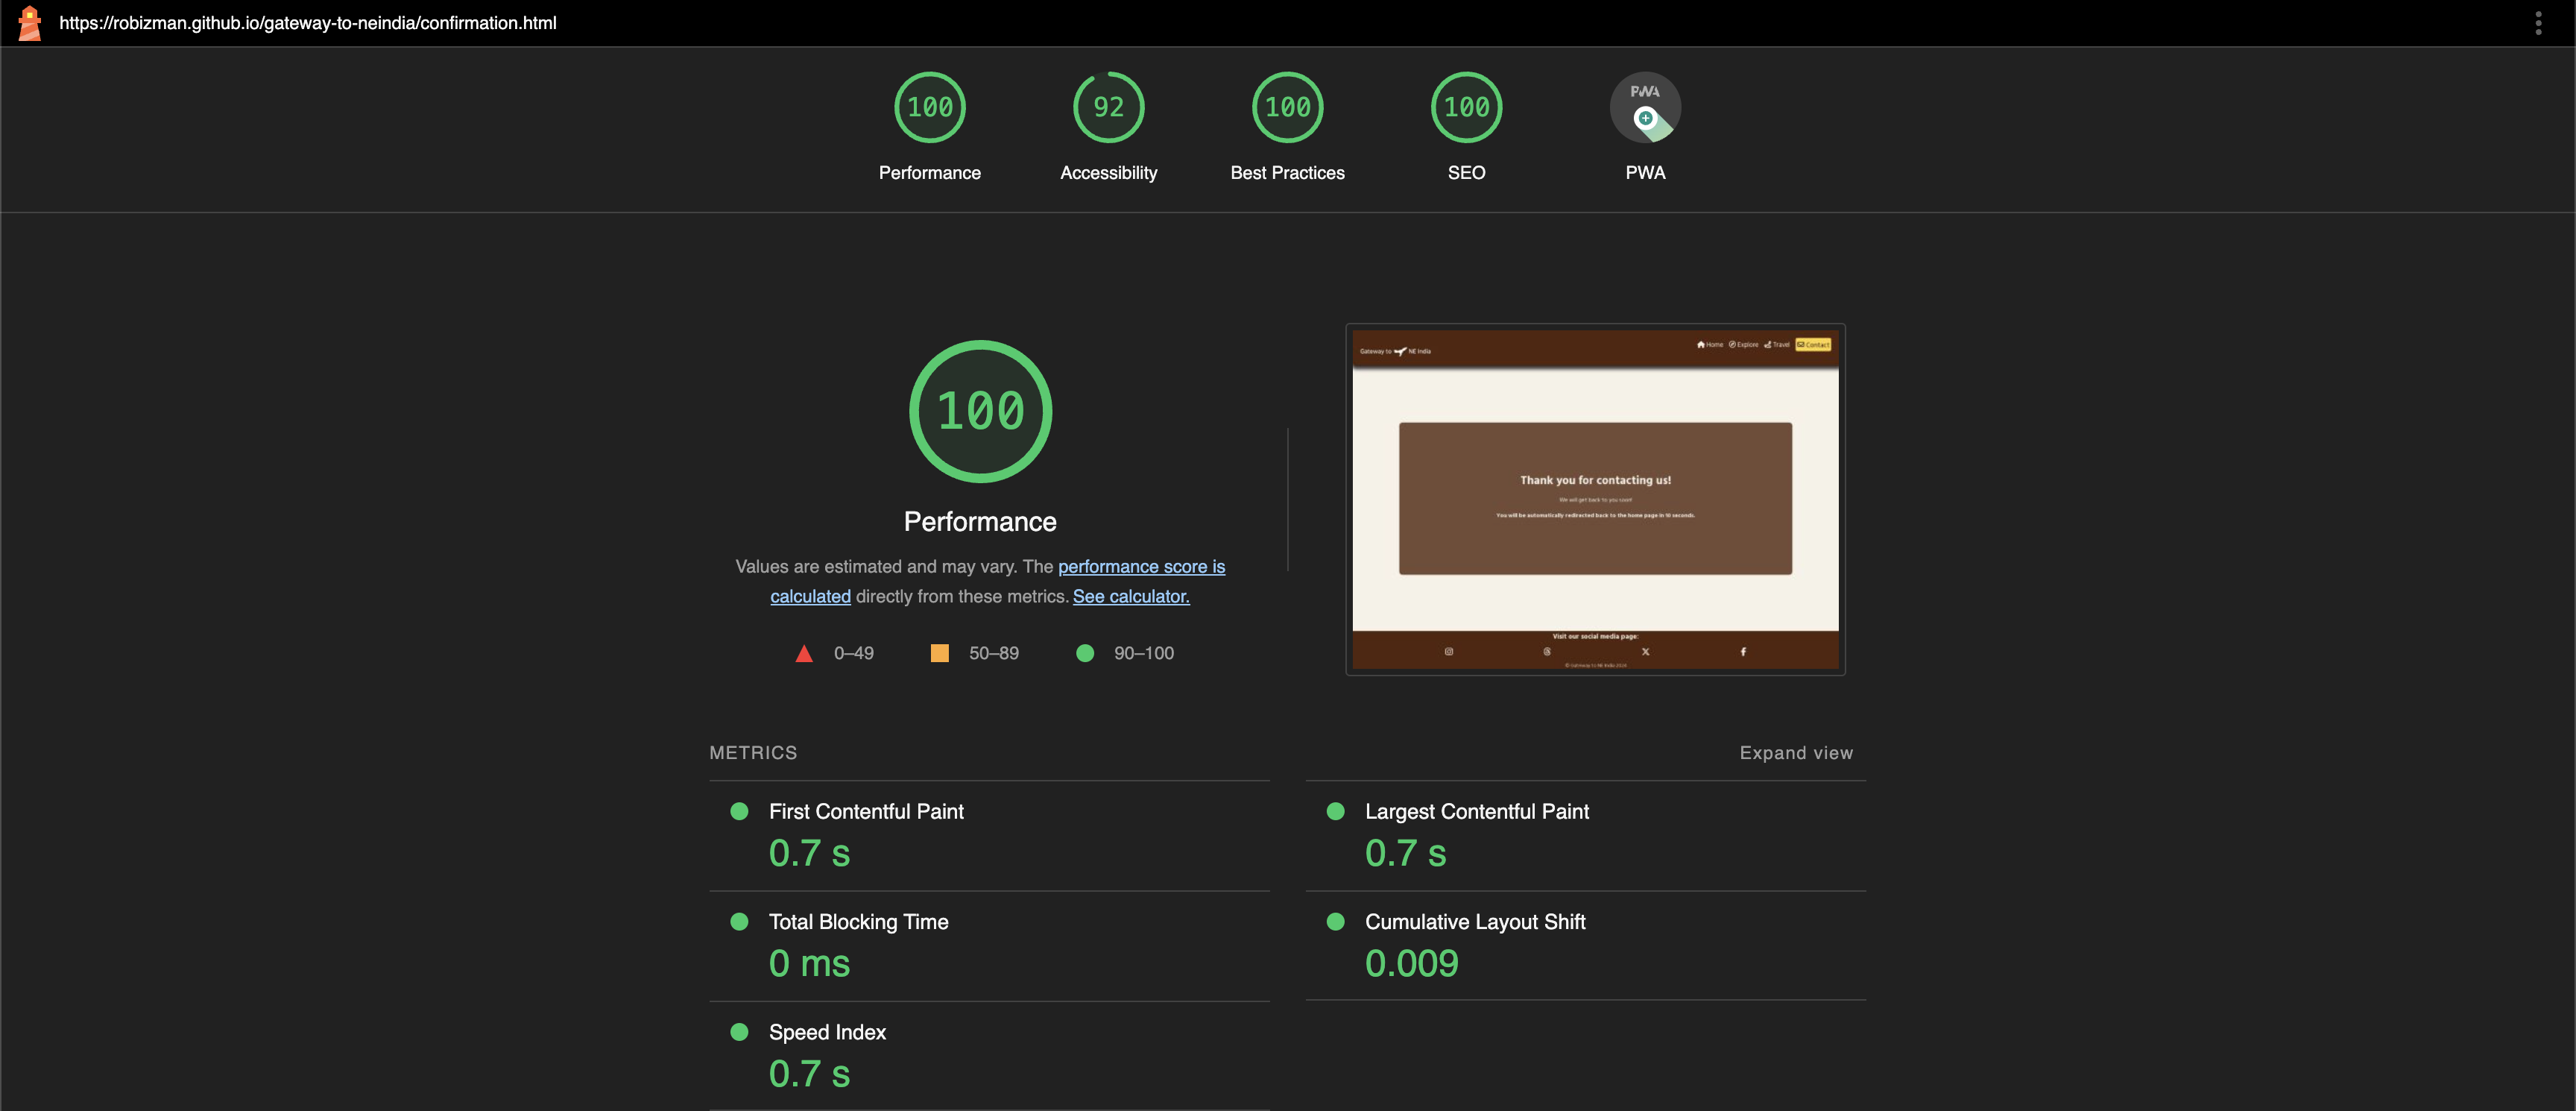 https://robizman.github.io/gateway-to-neindia/confirmation.html
100
92
100
100
PWA
Performance
Accessibility
Best Practices
SEO
PWA
100
Performance
Values are estimated and may vary. The performance score is
calculated directly from these metrics. See calculator.
0–49
50–89
90–100
Gateway to NE India
Home
Explore
Travel
Contact
Thank you for contacting us!
We will get back to you soon!
You will be automatically redirected back to the home page in 10 seconds.
Visit our social media page:
© Gateway to NE India 2024
METRICS
Expand view
First Contentful Paint
0.7 s
Largest Contentful Paint
0.7 s
Total Blocking Time
0 ms
Cumulative Layout Shift
0.009
Speed Index
0.7 s